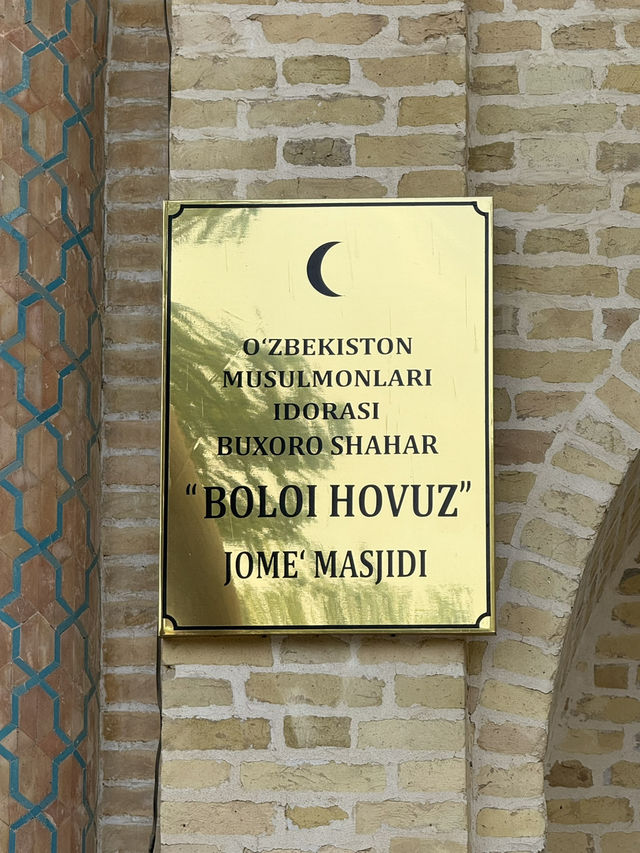 O‘ZBEKISTON
MUSULMONLARI
IDORASI
BUXORO SHAHAR
“BOLOI HOVUZ”
JOME‘ MASJIDI